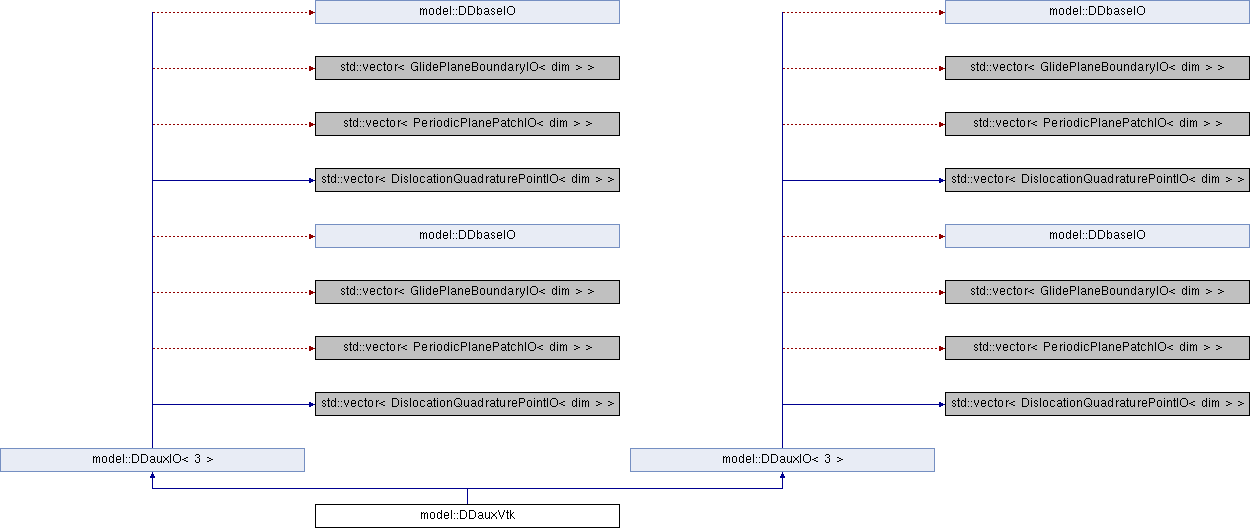 model::DDbaseIO
model::DDbaseIO
std::vector< GlidePlaneBoundaryIO< dim > >
std::vector< GlidePlaneBoundaryIO< dim > >
std::vector< PeriodicPlanePatchIO< dim > >
std::vector< PeriodicPlanePatchIO< dim > >
std::vector< DislocationQuadraturePointIO< dim > >
std::vector< DislocationQuadraturePointIO< dim > >
model::DDbaseIO
model::DDbaseIO
std::vector< GlidePlaneBoundaryIO< dim > >
std::vector< GlidePlaneBoundaryIO< dim > >
std::vector< PeriodicPlanePatchIO< dim > >
std::vector< PeriodicPlanePatchIO< dim > >
std::vector< DislocationQuadraturePointIO< dim > >
std::vector< DislocationQuadraturePointIO< dim > >
model::DDauxIO< 3 >
model::DDauxIO< 3 >
model::DDauxVtk